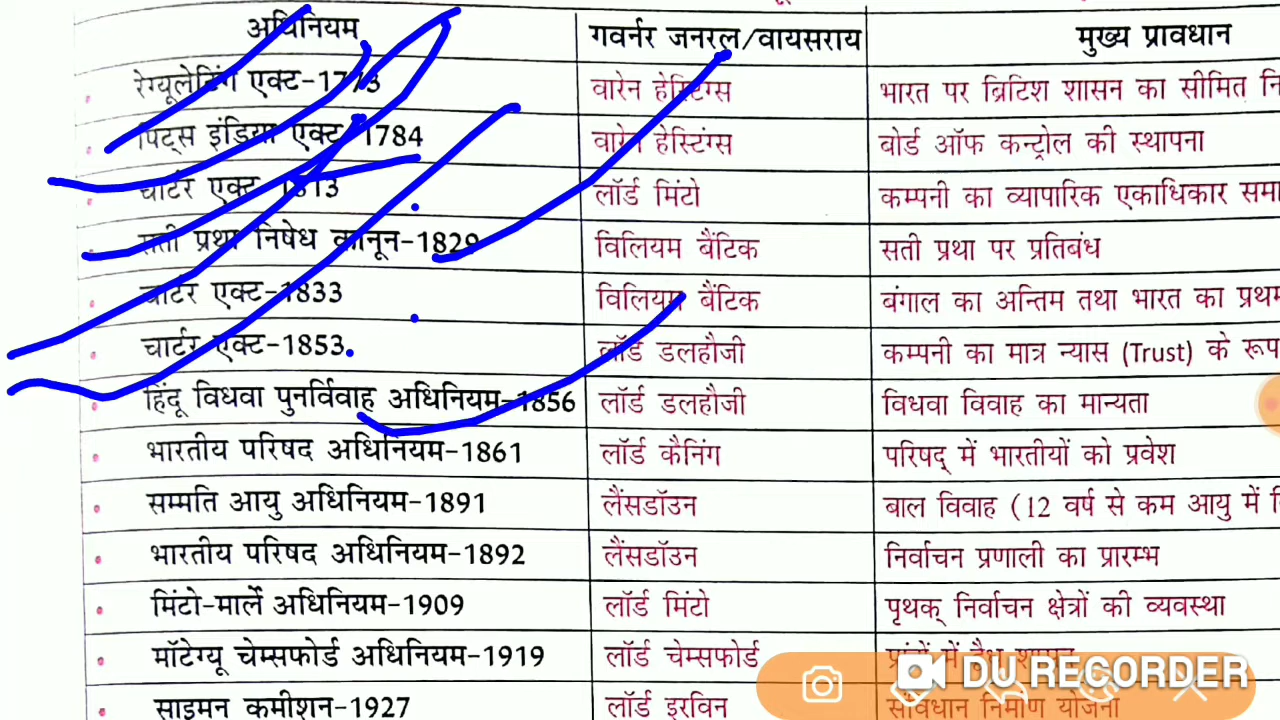 अधिनियम गवर्नर जनरल/वायसराय मुख्य प्रावधान
रेग्यूलेटिंग एक्ट-1773 वारेन हेस्टिंग्स भारत पर ब्रिटिश शासन का सीमित
पिट्स इंडिया एक्ट 1784 वारेन हेस्टिंग्स बोर्ड ऑफ कन्ट्रोल की स्थापना
चार्टर एक्ट 1813 लॉर्ड मिंटो कम्पनी का व्यापारिक एकाधिकार
सती प्रथा निषेध कानून-1829 विलियम बैंटिक सती प्रथा पर प्रतिबंध
चार्टर एक्ट-1833 विलियम बैंटिक बंगाल का अन्तिम तथा भारत का
चार्टर एक्ट-1853 लॉर्ड डलहौजी कम्पनी का मात्र न्यास (Trust) के रूप
हिंदू विधवा पुनर्विवाह अधिनियम-1856 लॉर्ड डलहौजी विधवा विवाह का मान्यता
भारतीय परिषद अधिनियम-1861 लॉर्ड कैनिंग परिषद् में भारतीयों को प्रवेश
सम्मति आयु अधिनियम-1891 लैंसडॉउन बाल विवाह (12 वर्ष से कम आयु में
भारतीय परिषद अधिनियम-1892 लैंसडॉउन निर्वाचन प्रणाली का प्रारम्भ
मिंटो-मार्ले अधिनियम-1909 लॉर्ड मिंटो पृथक् निर्वाचन क्षेत्रों की व्यवस्था
मॉटेग्यू चेम्सफोर्ड अधिनियम-1919 लॉर्ड चेम्सफोर्ड
DU RECORDER
साइमन कमीशन-1927 लॉर्ड इरविन संविधान निर्माण योजना